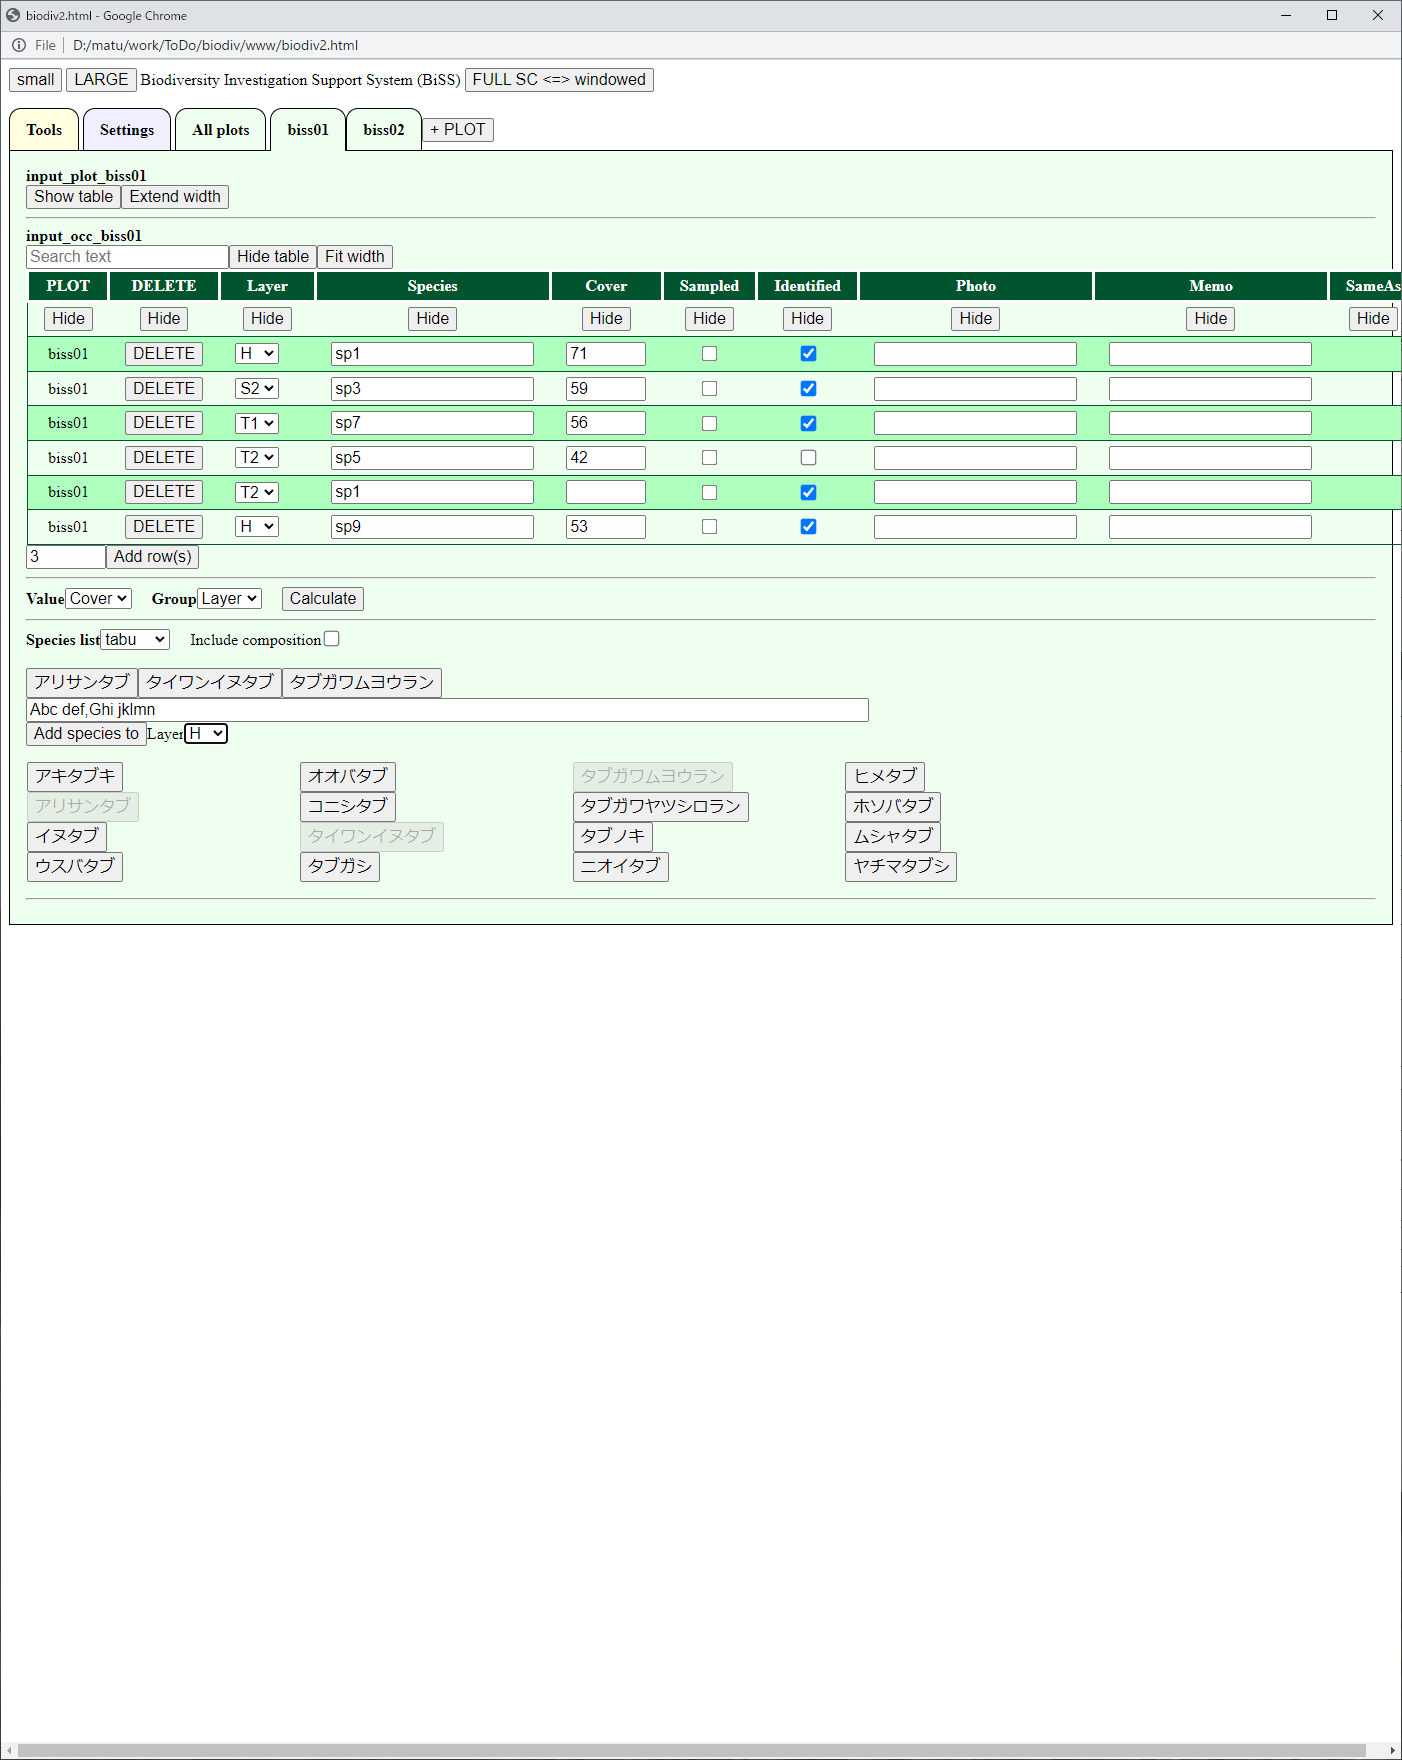 biodiv2.html - Google Chrome
File D:/matu/work/ToDo/biodiv/www/biodiv2.html
small LARGE Biodiversity Investigation Support System (BiSS) FULL SC <=> windowed
Tools Settings All plots biss01 biss02 + PLOT
input_plot_biss01
Show table Extend width
input_occ_biss01
Search text Hide table Fit width
PLOT DELETE Layer Species Cover Sampled Identified Photo Memo SameAs
Hide Hide Hide Hide Hide Hide Hide Hide Hide Hide
biss01 DELETE H sp1 71
biss01 DELETE S2 sp3 59
biss01 DELETE T1 sp7 56
biss01 DELETE T2 sp5 42
biss01 DELETE T2 sp1
biss01 DELETE H sp9 53
3 Add row(s)
Value Cover Group Layer Calculate
Species list tabu Include composition
アリサンタブ タイワンイヌタブ タブガワムヨウラン
Abc def,Ghi jklmn
Add species to Layer H
アキタブキ オオバタブ タブガワムヨウラン ヒメタブ
アリサンタブ コニシタブ タブガワヤツシロラン ホソバタブ
イヌタブ タイワンイヌタブ タブノキ ムシャタブ
ウスバタブ タブガシ ニオイタブ ヤチマタブシ